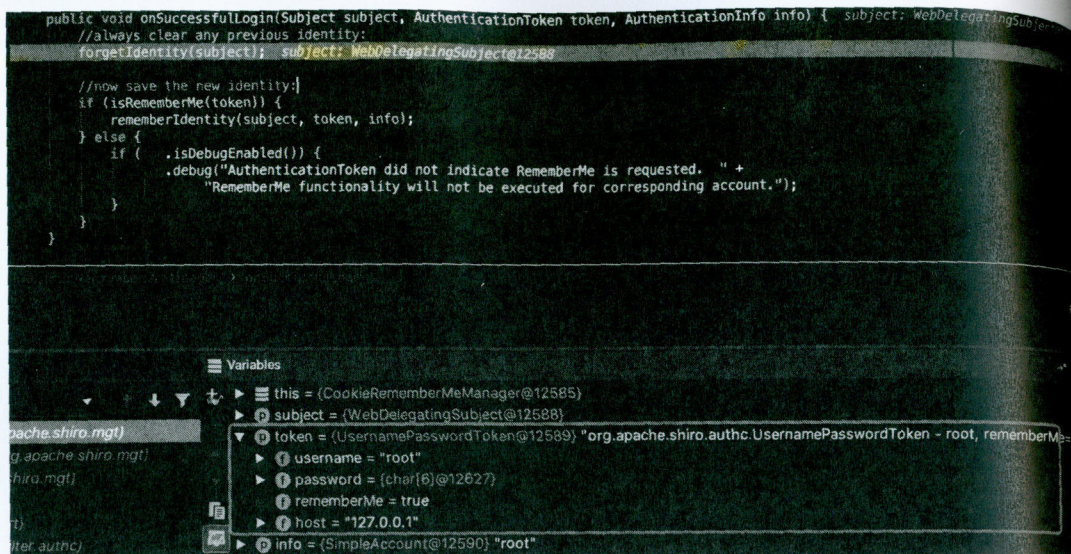 public void onSuccessfulLogin(Subject subject, AuthenticationToken token, AuthenticationInfo info) { subject: WebDelegatingSubject
//always clear any previous identity:
forgetIdentity(subject); subject: WebDelegatingSubject@12588
//now save the new identity:
if (isRememberMe(token)) {
rememberIdentity(subject, token, info);
} else {
if ( .isDebugEnabled()) {
.debug("AuthenticationToken did not indicate RememberMe is requested. " +
"RememberMe functionality will not be executed for corresponding account.");
}
}
}
Variables
this = {CookieRememberMeManager@12585}
subject = {WebDelegatingSubject@12588}
pache.shiro.mgt)
token = {UsernamePasswordToken@12589} "org.apache.shiro.authc.UsernamePasswordToken - root, rememberMe=
g.apache.shiro.mgt)
username = "root"
shiro.mgt)
password = {char[6]@12627}
rememberMe = true
t)
host = "127.0.0.1"
lter.authc)
info = {SimpleAccount@12590} "root"